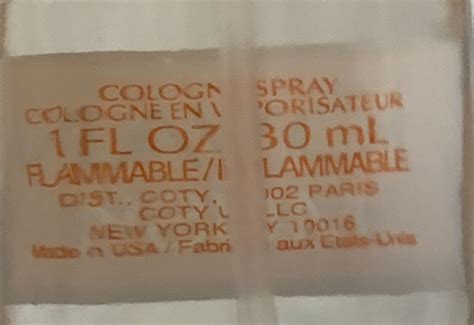 COLOGN SPRAY
COLOGNE EN V PORISATEUR
1 FL OZ 30 mL
FLAMMABLE/I LAMMABLE
DIST., COTY, 002 PARIS
COTY U LLC
NEW YORK Y 10016
Made in USA / Fabri aux Etats-Unis